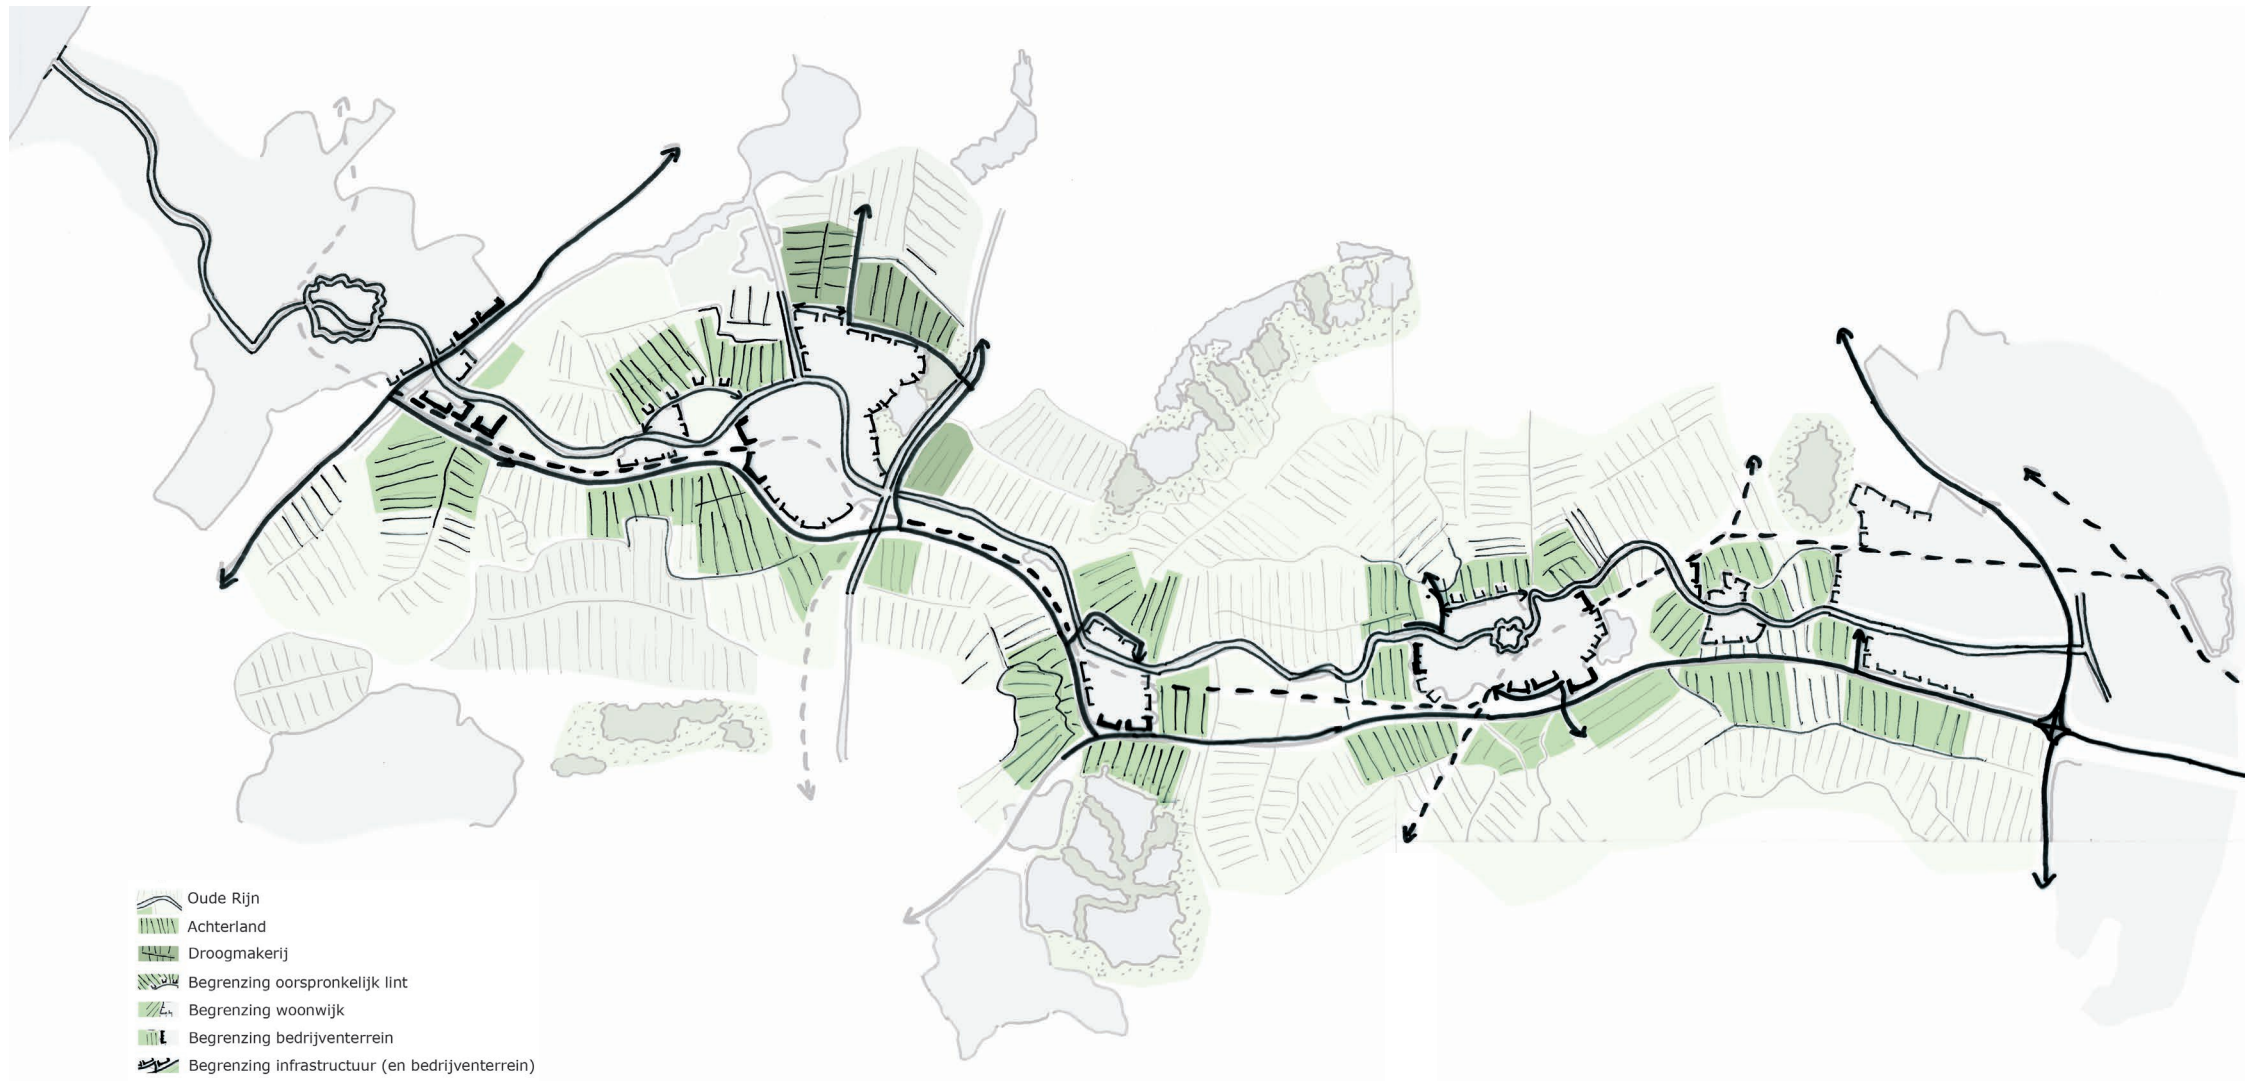 Oude Rijn
Achterland
Droogmakerij
Begrenzing oorspronkelijk lint
Begrenzing woonwijk
Begrenzing bedrijventerrein
Begrenzing infrastructuur (en bedrijventerrein)